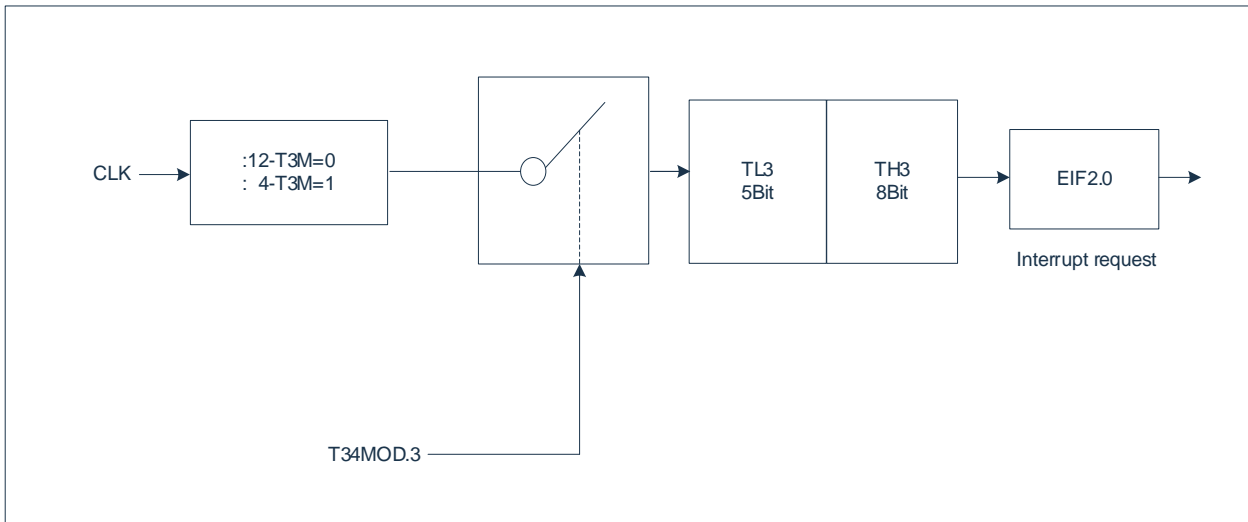 CLK
:12-T3M=0
: 4-T3M=1
TL3
5Bit
TH3
8Bit
EIF2.0
Interrupt request
T34MOD.3